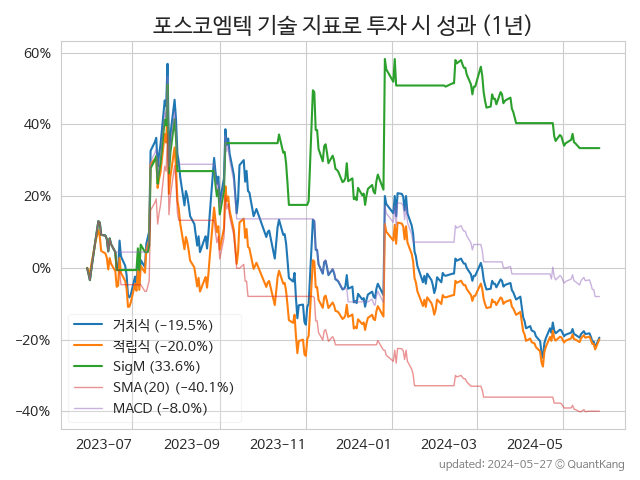 포스코엠텍 기술 지표로 투자 시 성과 (1년)
60%
40%
20%
0%
−20%
−40%
거치식 (−19.5%)
적립식 (−20.0%)
SigM (33.6%)
SMA(20) (−40.1%)
MACD (−8.0%)
2023−07
2023−09
2023−11
2024−01
2024−03
2024−05
updated: 2024−05−27 © QuantKang